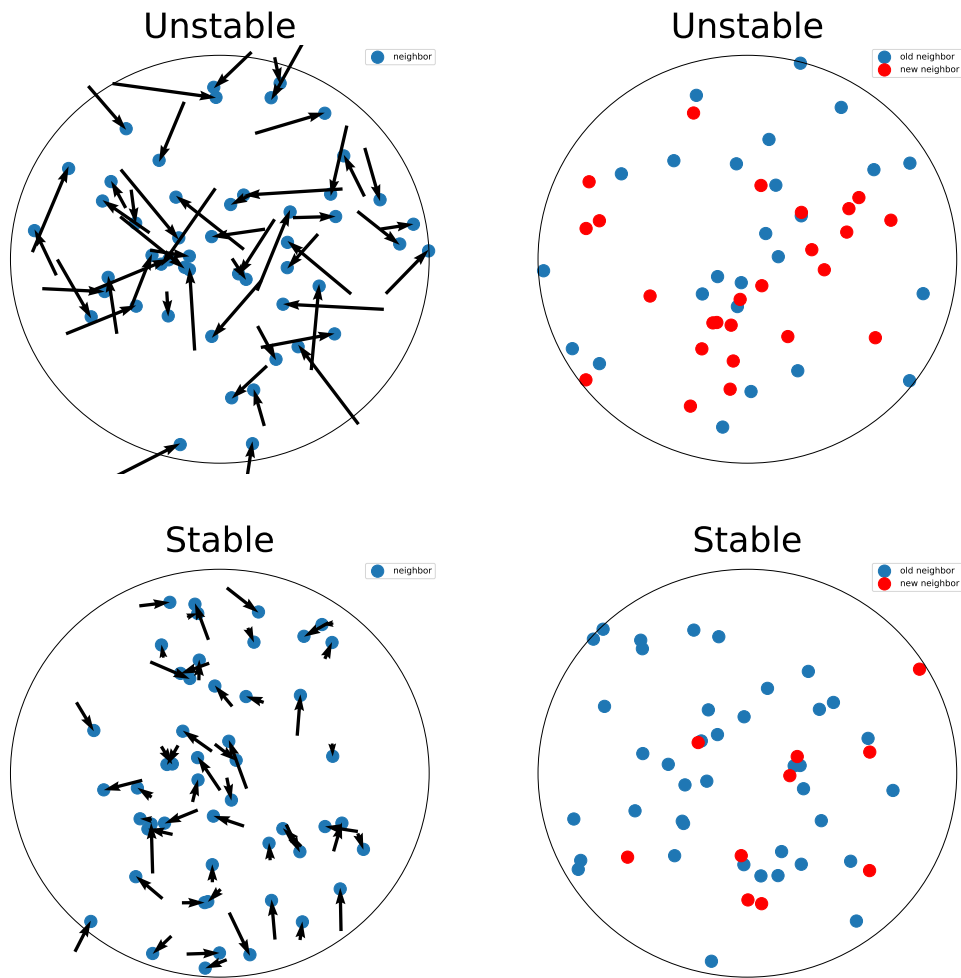 Unstable
neighbor
Unstable
old neighbor
new neighbor
Stable
neighbor
Stable
old neighbor
new neighbor